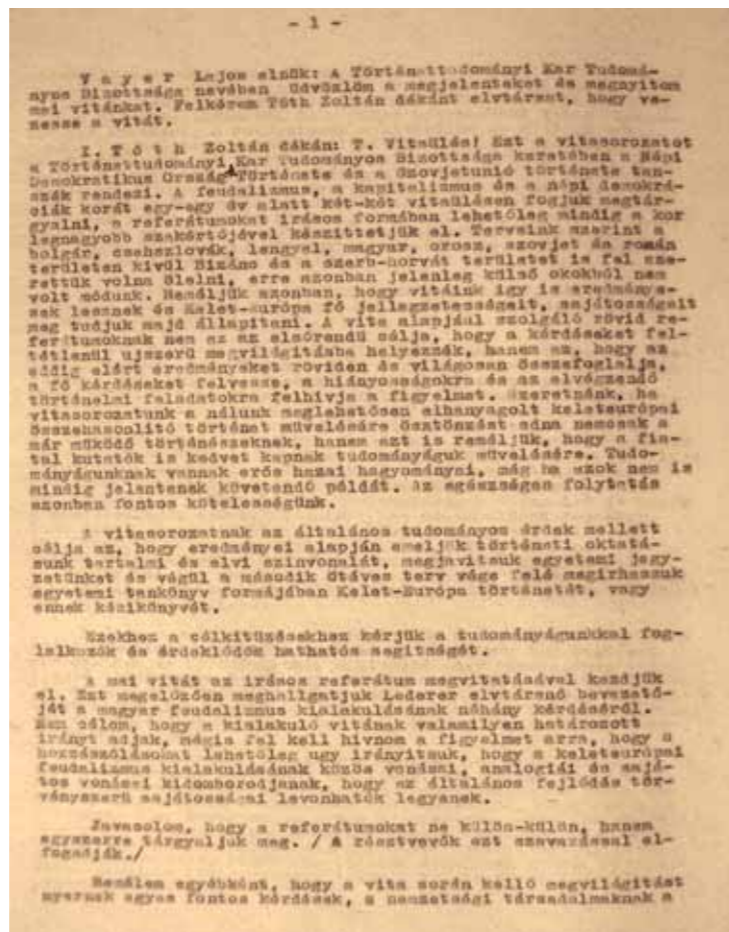 - 1 -
V a y e r Lajos elnök: A Történettudományi Kar Tudomá-
nyos Bizottsága nevében üdvözlöm a megjelenteket és megnyitom
mai vitánkat. Felkérem Tóth Zoltán dékánt elvtársat, hogy ve-
zesse a vitát.
I. T ó t h Zoltán dékán: T. Vitaülés! Ezt a vitasorozatot
a Történettudományi Kar Tudományos Bizottsága keretében a Népi
Demokratikus Ország Története és a Szovjetunió története tan-
szék rendezi. A feudalizmus, a kapitalizmus és a népi demokrá-
ciák korát egy-egy év alatt két-két vitaülésen fogjuk megtár-
gyalni, a referátumokat írásos formában lehetőleg mindig a kor
legnagyobb szakértőjével készíttetjük el. Terveink szerint a
bolgár, csehszlovák, lengyel, magyar, orosz, szovjet és román
területen kívül Bizánc és a szerb-horvát területet is fel sze-
rettük volna ölelni, erre azonban jelenleg külső okokból nem
volt módunk. Reméljük azonban, hogy vitáink így is eredménye-
sek lesznek és Kelet-Európa fő jellegzetességeit, sajátosságait
meg tudjuk majd állapítani. A vita alapjául szolgáló rövid re-
ferátumoknak nem az az elsőrendű célja, hogy a kérdéseket fel-
tétlenül ujszerű megvilágításba helyezzék, hanem az, hogy az
eddig elért eredményeket röviden és világosan összefoglalja,
a fő kérdéseket felvesse, a hiányosságokra és az elvégzendő
történelmi feladatokra felhívja a figyelmet. Szeretnénk, ha
vitasorozatunk a nálunk meglehetősen elhanyagolt keleteurópai
összehasonlító történet művelésére ösztönzést adna nemcsak a
már működő történészeknek, hanem azt is reméljük, hogy a fia-
tal kutatók is kedvet kapnak tudományáguk művelésére. Tudo-
mányágunknak vannak erős hazai hagyományai, még ha azok nem is
mindig jelentenek követendő példát. Az egészséges folytatás
azonban fontos kötelességünk.
A vitasorozatnak az általános tudományos érdek mellett
célja az, hogy eredményei alapján emeljük történeti oktatá-
sunk tartalmi és elvi színvonalát, megjavítsuk egyetemi jegy-
zetünket és végül a második ötéves terv vége felé megírhassuk
egyetemi tankönyv formájában Kelet-Európa történetét, vagy
ennek kézikönyvét.
Ezekhez a célkitüzésekhez kérjük a tudományágunkkal fog-
lalkozók és érdeklődők hathatós segítségét.
A mai vitát az írásos referátum megvitatásával kezdjük
el. Ezt megelőzően meghallgatjuk Lederer elvtársnő bevezető-
jét a magyar feudalizmus kialakulásának néhány kérdéséről.
Nem célom, hogy a kialakuló vitának valamilyen határozott
irányt adjak, mégis fel kell hívnom a figyelmet arra, hogy a
hozzászólásokat lehetőleg ugy irányítsuk, hogy a keleteurópai
feudalizmus kialakulásának közös vonásai, analogiái és sajá-
tos vonásai kidomborodjanak, hogy az általános fejlődés tör-
vényszerű sajátosságai levonhatók legyenek.
Javasolom, hogy a referátumokat ne külön-külön, hanem
egyszerre tárgyaljuk meg. / A résztvevők ezt szavazással el-
fogadják./
Remélem egyébként, hogy a vita során kellő megvilágítást
nyernek egyes fontos kérdések, a nemzetségi társadalmaknak a